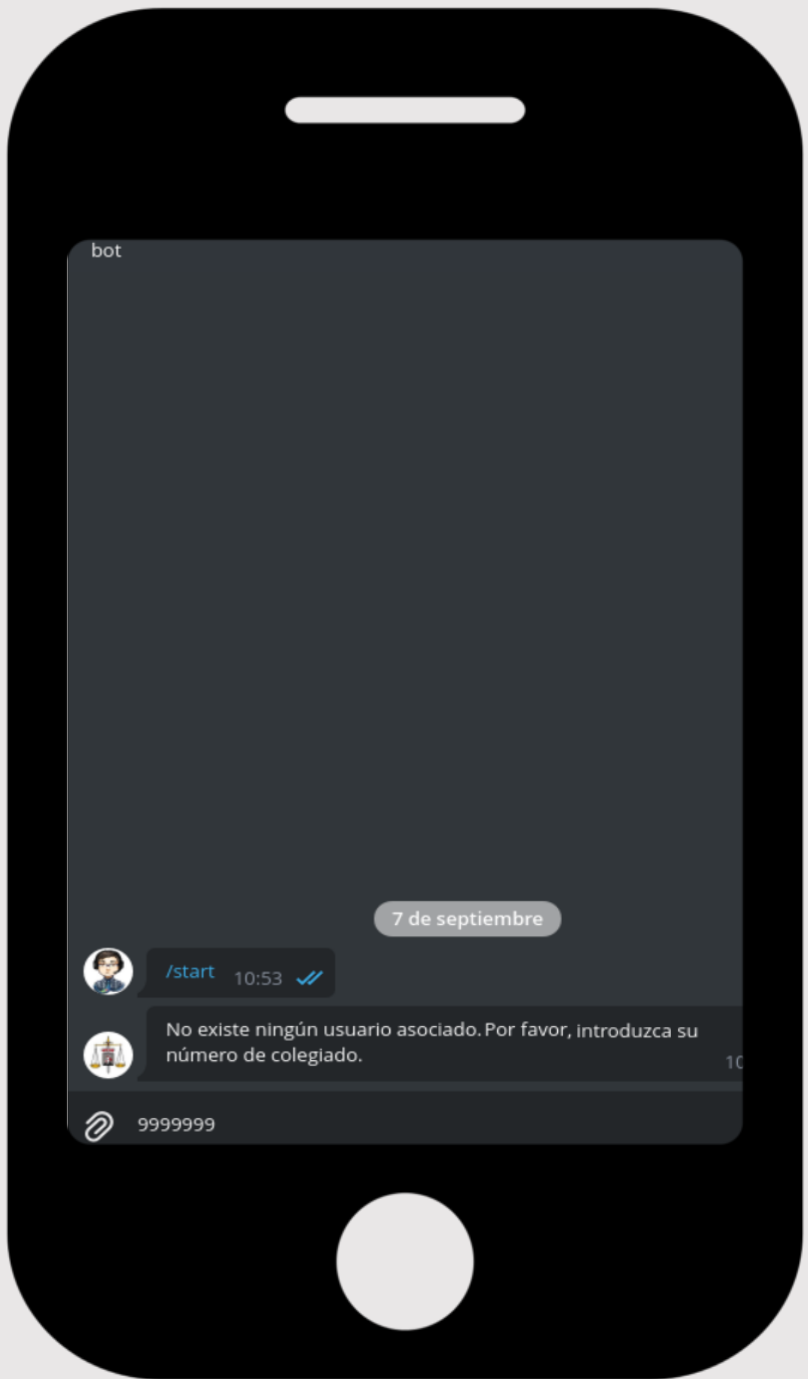 bot
7 de septiembre
/start 10:53
No existe ningún usuario asociado. Por favor, introduzca su
número de colegiado.
10
9999999